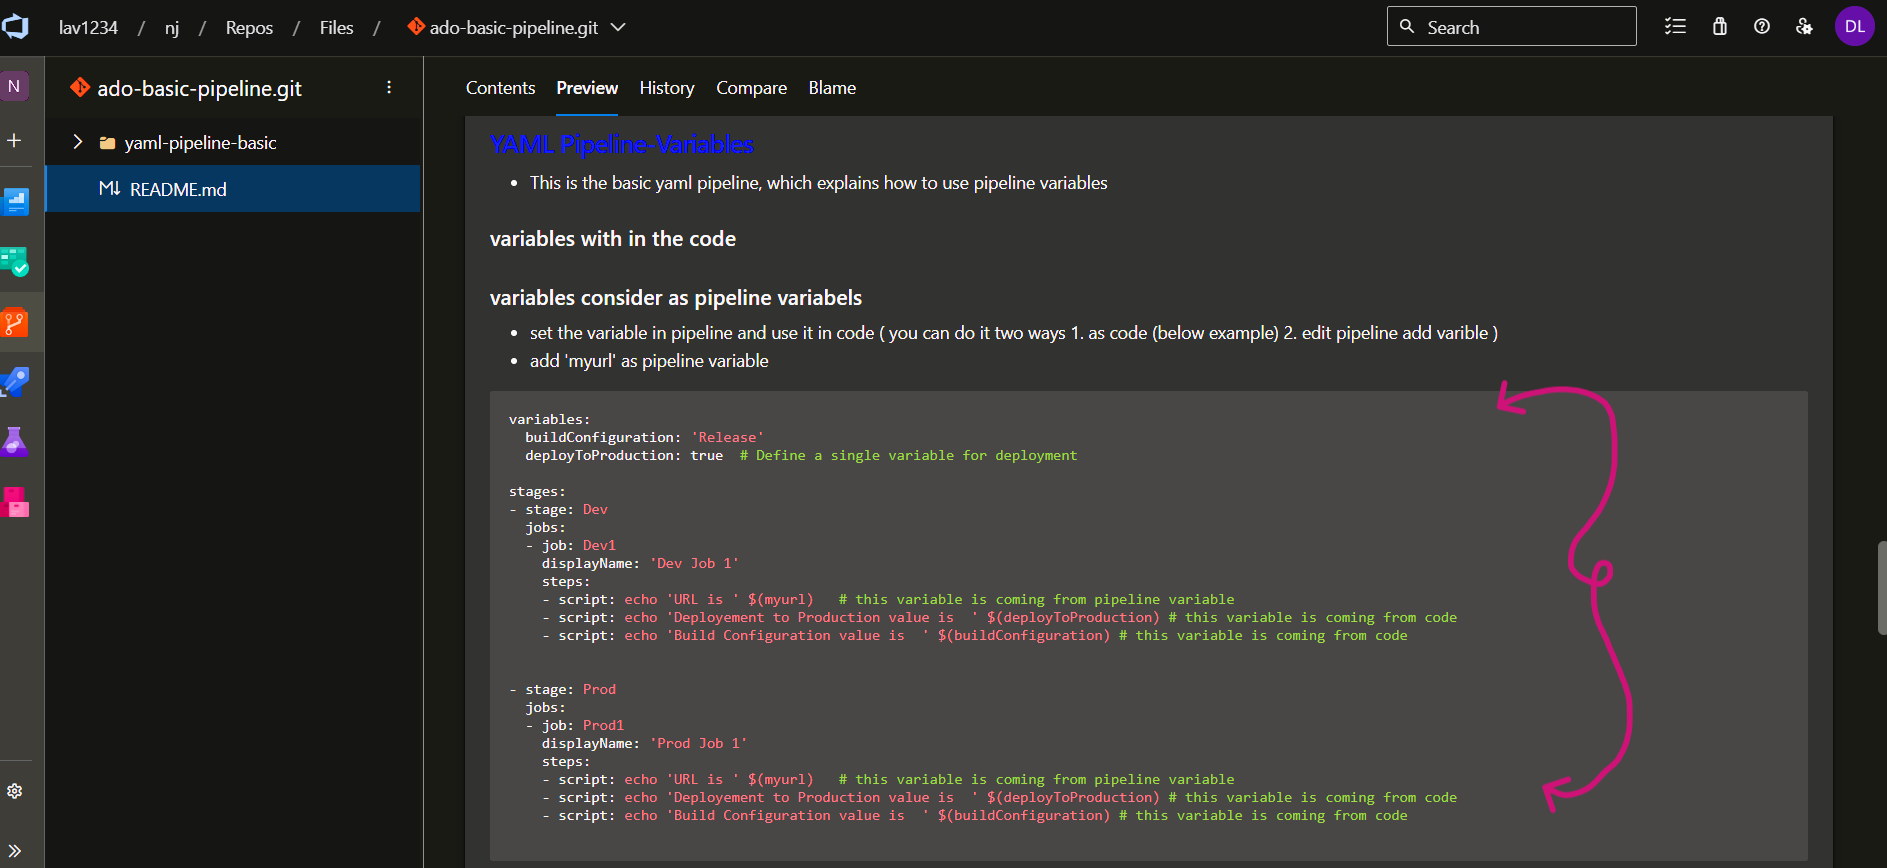 lav1234 / nj / Repos / Files / ado-basic-pipeline.git
Search
DL
N
ado-basic-pipeline.git
yaml-pipeline-basic
README.md
Contents Preview History Compare Blame
YAML Pipeline-Variables
• This is the basic yaml pipeline, which explains how to use pipeline variables
variables with in the code
variables consider as pipeline variabels
• set the variable in pipeline and use it in code ( you can do it two ways 1. as code (below example) 2. edit pipeline add varible )
• add 'myurl' as pipeline variable
variables:
  buildConfiguration: 'Release'
  deployToProduction: true  # Define a single variable for deployment
stages:
- stage: Dev
  jobs:
  - job: Dev1
    displayName: 'Dev Job 1'
    steps:
    - script: echo 'URL is ' $(myurl)   # this variable is coming from pipeline variable
    - script: echo 'Deployement to Production value is  ' $(deployToProduction) # this variable is coming from code
    - script: echo 'Build Configuration value is  ' $(buildConfiguration) # this variable is coming from code
- stage: Prod
  jobs:
  - job: Prod1
    displayName: 'Prod Job 1'
    steps:
    - script: echo 'URL is ' $(myurl)   # this variable is coming from pipeline variable
    - script: echo 'Deployement to Production value is  ' $(deployToProduction) # this variable is coming from code
    - script: echo 'Build Configuration value is  ' $(buildConfiguration) # this variable is coming from code